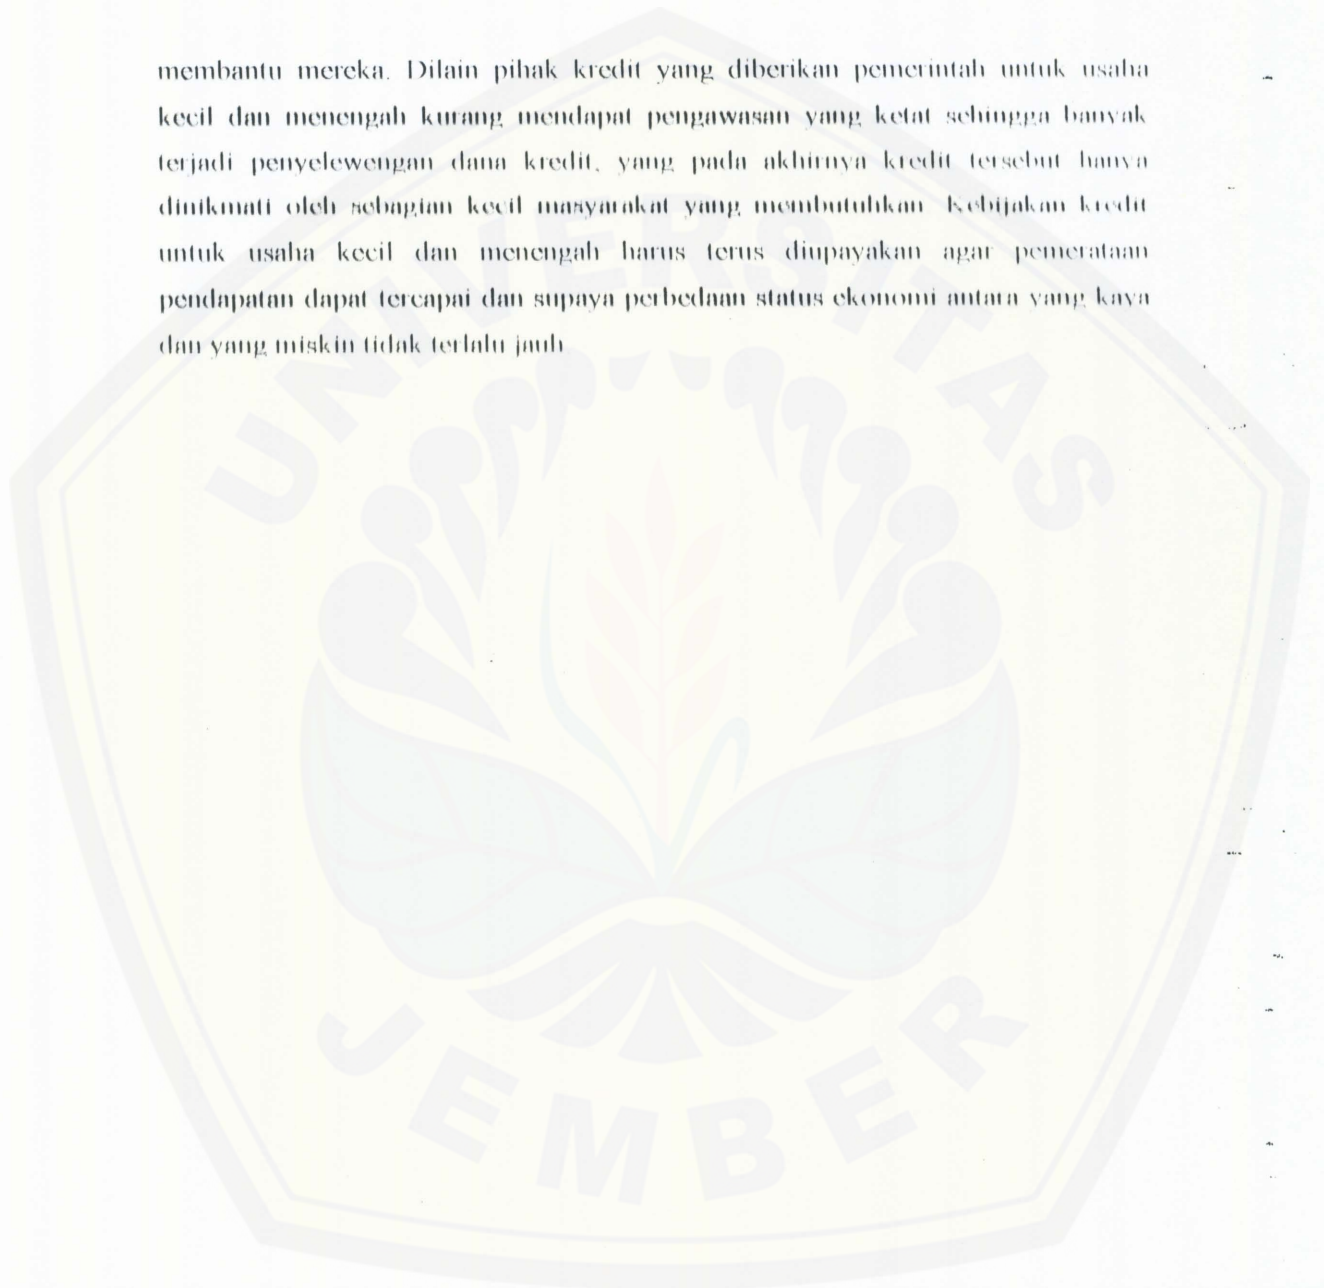 membantu mereka. Dilain pihak kredit yang diberikan pemerintah untuk usaha
kecil dan menengah kurang mendapat pengawasan yang ketat sehingga banyak
terjadi penyelewengan dana kredit, yang pada akhirnya kredit tersebut hanya
dinikmati oleh sebagian kecil masyarakat yang membutuhkan Kebijakan kredit
untuk usaha kecil dan menengah harus terus diupayakan agar pemerataan
pendapatan dapat tercapai dan supaya perbedaan status ekonomi antara yang kaya
dan yang miskin tidak terlalu jauh
UNIVERSITAS
JEMBER